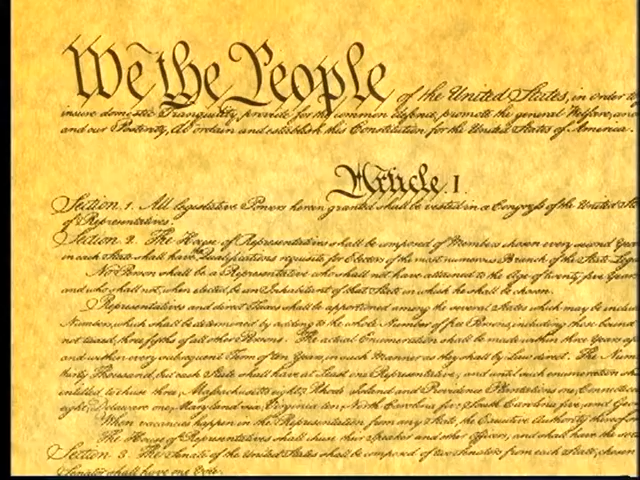 We the People of the United States, in order to
insure domestic Tranquility, provide for the common defence, promote the general Welfare, and
and our Posterity, do ordain and establish this Constitution for the United States of America.
Article. I.
Section. 1. All legislative Powers herein granted shall be vested in a Congress of the United Sta
of Representatives.
Section. 2. The House of Representatives shall be composed of Members chosen every second Year
in each State shall have the Qualifications requisite for Electors of the most numerous Branch of the State Legis
No Person shall be a Representative who shall not have attained to the Age of twenty five Years
and who shall not, when elected, be an Inhabitant of that State in which he shall be chosen.
Representatives and direct Taxes shall be apportioned among the several States which may be includ
Numbers, which shall be determined by adding to the whole Number of free Persons, including those bound
not taxed, three fifths of all other Persons. The actual Enumeration shall be made within three Years af
and within every subsequent Term of ten Years, in such Manner as they shall by Law direct. The Num
thirty Thousand, but each State shall have at Least one Representative; and until such enumeration sha
entitled to chuse three, Massachusetts eight, Rhode Island and Providence Plantations one, Connectic
eight, Delaware one, Maryland six, Virginia ten, North Carolina five, South Carolina five, and Geor
When vacancies happen in the Representation from any State, the Executive Authority thereof
The House of Representatives shall chuse their Speaker and other Officers; and shall have the so
Section. 3. The Senate of the United States shall be composed of two Senators from each State, chosen
Senator shall have one Vote.